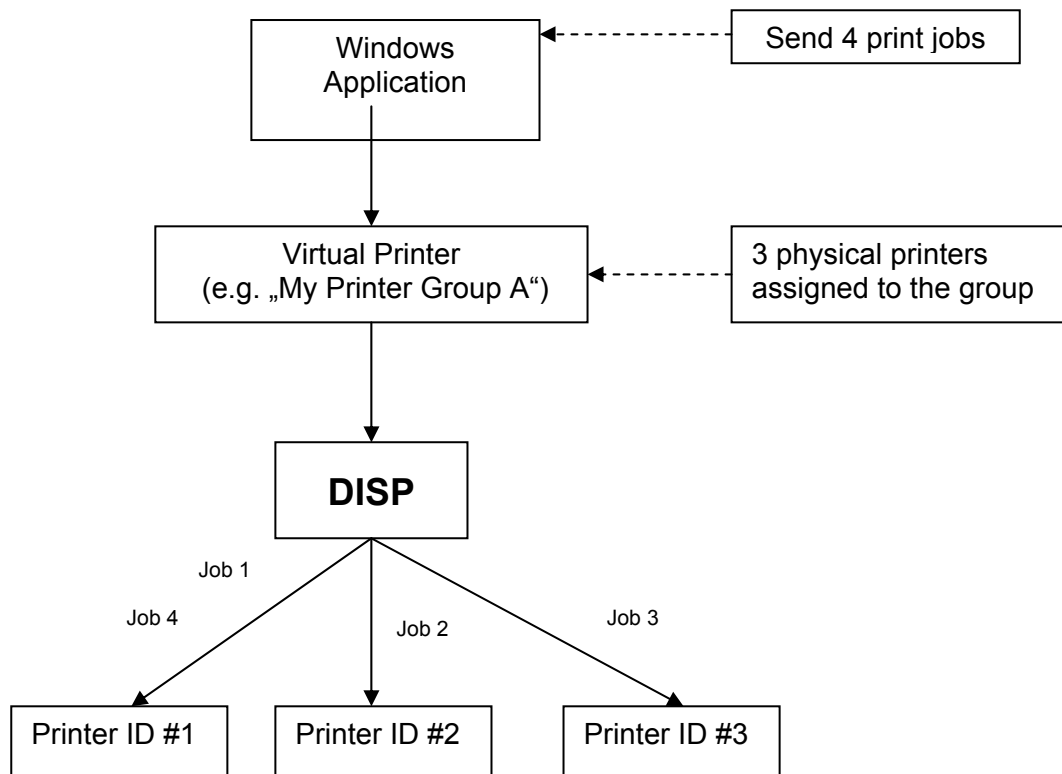 Windows
Application
Send 4 print jobs
Virtual Printer
(e.g. „My Printer Group A“)
3 physical printers
assigned to the group
DISP
Job 1
Job 4
Job 2
Job 3
Printer ID #1
Printer ID #2
Printer ID #3